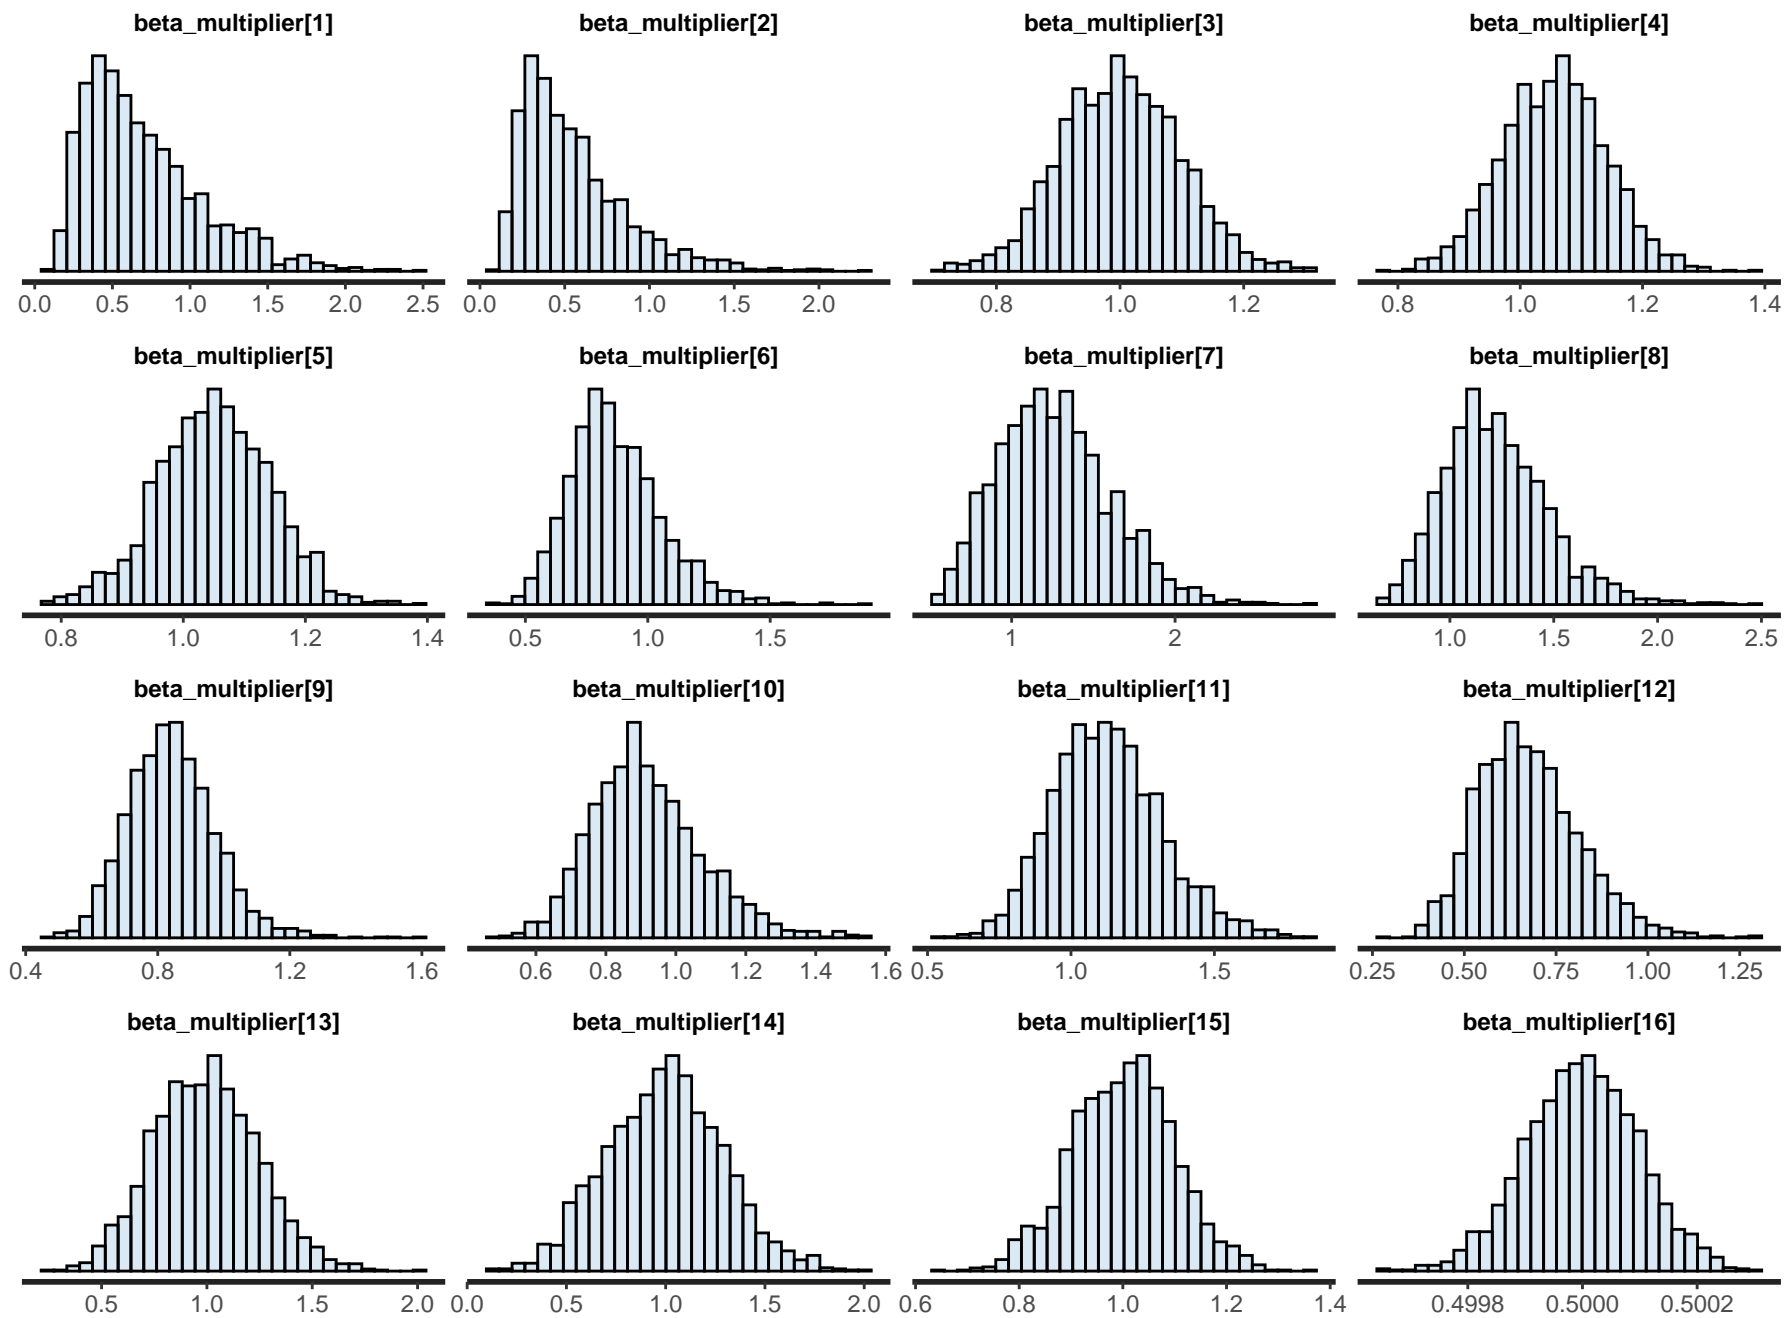 beta_multiplier[1] beta_multiplier[2] beta_multiplier[3] beta_multiplier[4]
0.0 0.5 1.0 1.5 2.0 2.5 0.0 0.5 1.0 1.5 2.0 0.8 1.0 1.2 0.8 1.0 1.2 1.4
beta_multiplier[5] beta_multiplier[6] beta_multiplier[7] beta_multiplier[8]
0.8 1.0 1.2 1.4 0.5 1.0 1.5 1 2 1.0 1.5 2.0 2.5
beta_multiplier[9] beta_multiplier[10] beta_multiplier[11] beta_multiplier[12]
0.4 0.8 1.2 1.6 0.6 0.8 1.0 1.2 1.4 1.6 0.5 1.0 1.5 0.25 0.50 0.75 1.00 1.25
beta_multiplier[13] beta_multiplier[14] beta_multiplier[15] beta_multiplier[16]
0.5 1.0 1.5 2.0 0.0 0.5 1.0 1.5 2.0 0.6 0.8 1.0 1.2 1.4 0.4998 0.5000 0.5002